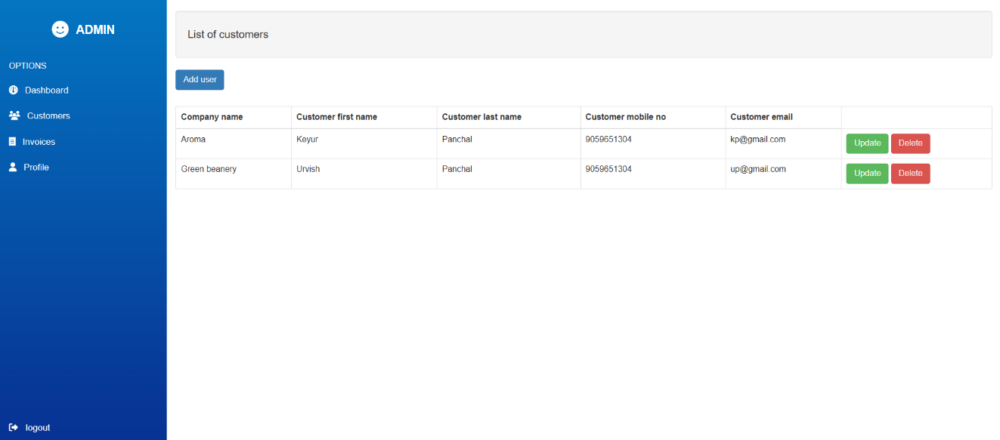 ADMIN
OPTIONS
Dashboard
Customers
Invoices
Profile
logout
List of customers
Add user
Company name Customer first name Customer last name Customer mobile no Customer email
Aroma Keyur Panchal 9059651304 kp@gmail.com Update Delete
Green beanery Urvish Panchal 9059651304 up@gmail.com Update Delete